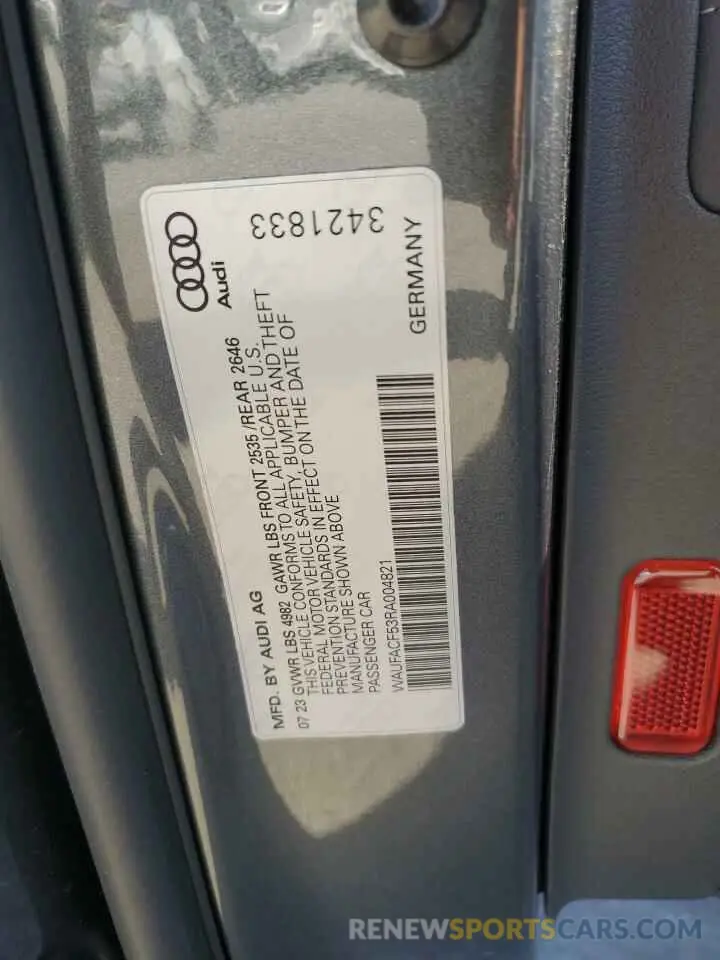 MFD. BY AUDI AG
07 23 GVWR LBS 4982 GAWR LBS FRONT 2535 /REAR 2646
THIS VEHICLE CONFORMS TO ALL APPLICABLE U.S.
FEDERAL MOTOR VEHICLE SAFETY, BUMPER AND THEFT
PREVENTION STANDARDS IN EFFECT ON THE DATE OF
MANUFACTURE SHOWN ABOVE
PASSENGER CAR
WAUFACF53RA004821
Audi
3421833
GERMANY
RENEWSPORTSCARS.COM